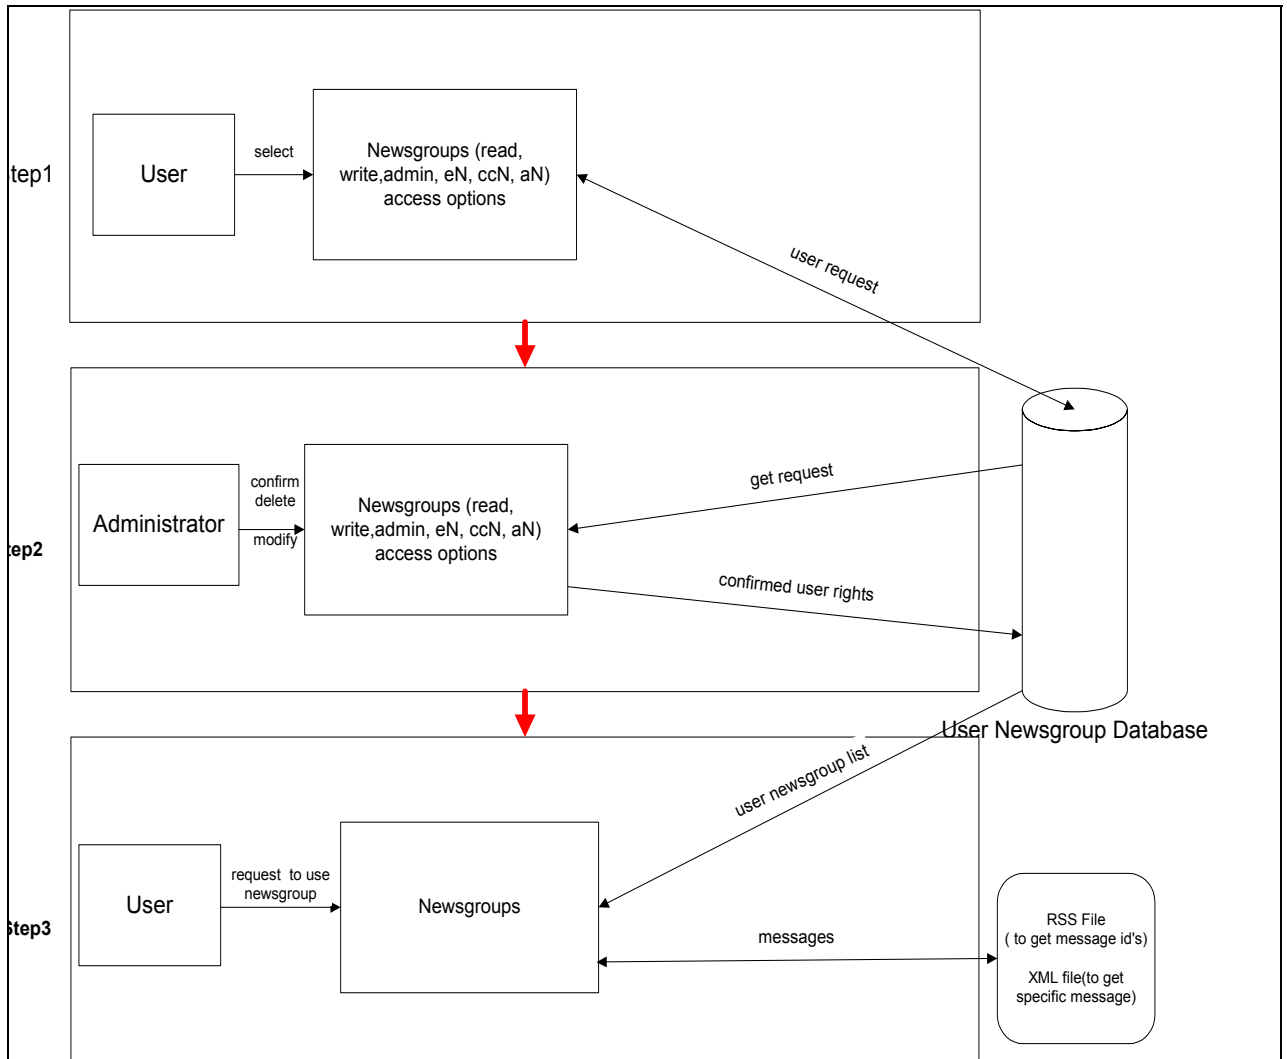 tep1
User
select
Newsgroups (read,
write,admin, eN, ccN, aN)
access options
user request
tep2
Administrator
confirm
delete
modify
Newsgroups (read,
write,admin, eN, ccN, aN)
access options
get request
confirmed user rights
User Newsgroup Database
user newsgroup list
Step3
User
request to use
newsgroup
Newsgroups
messages
RSS File
( to get message id's)
XML file(to get
specific message)